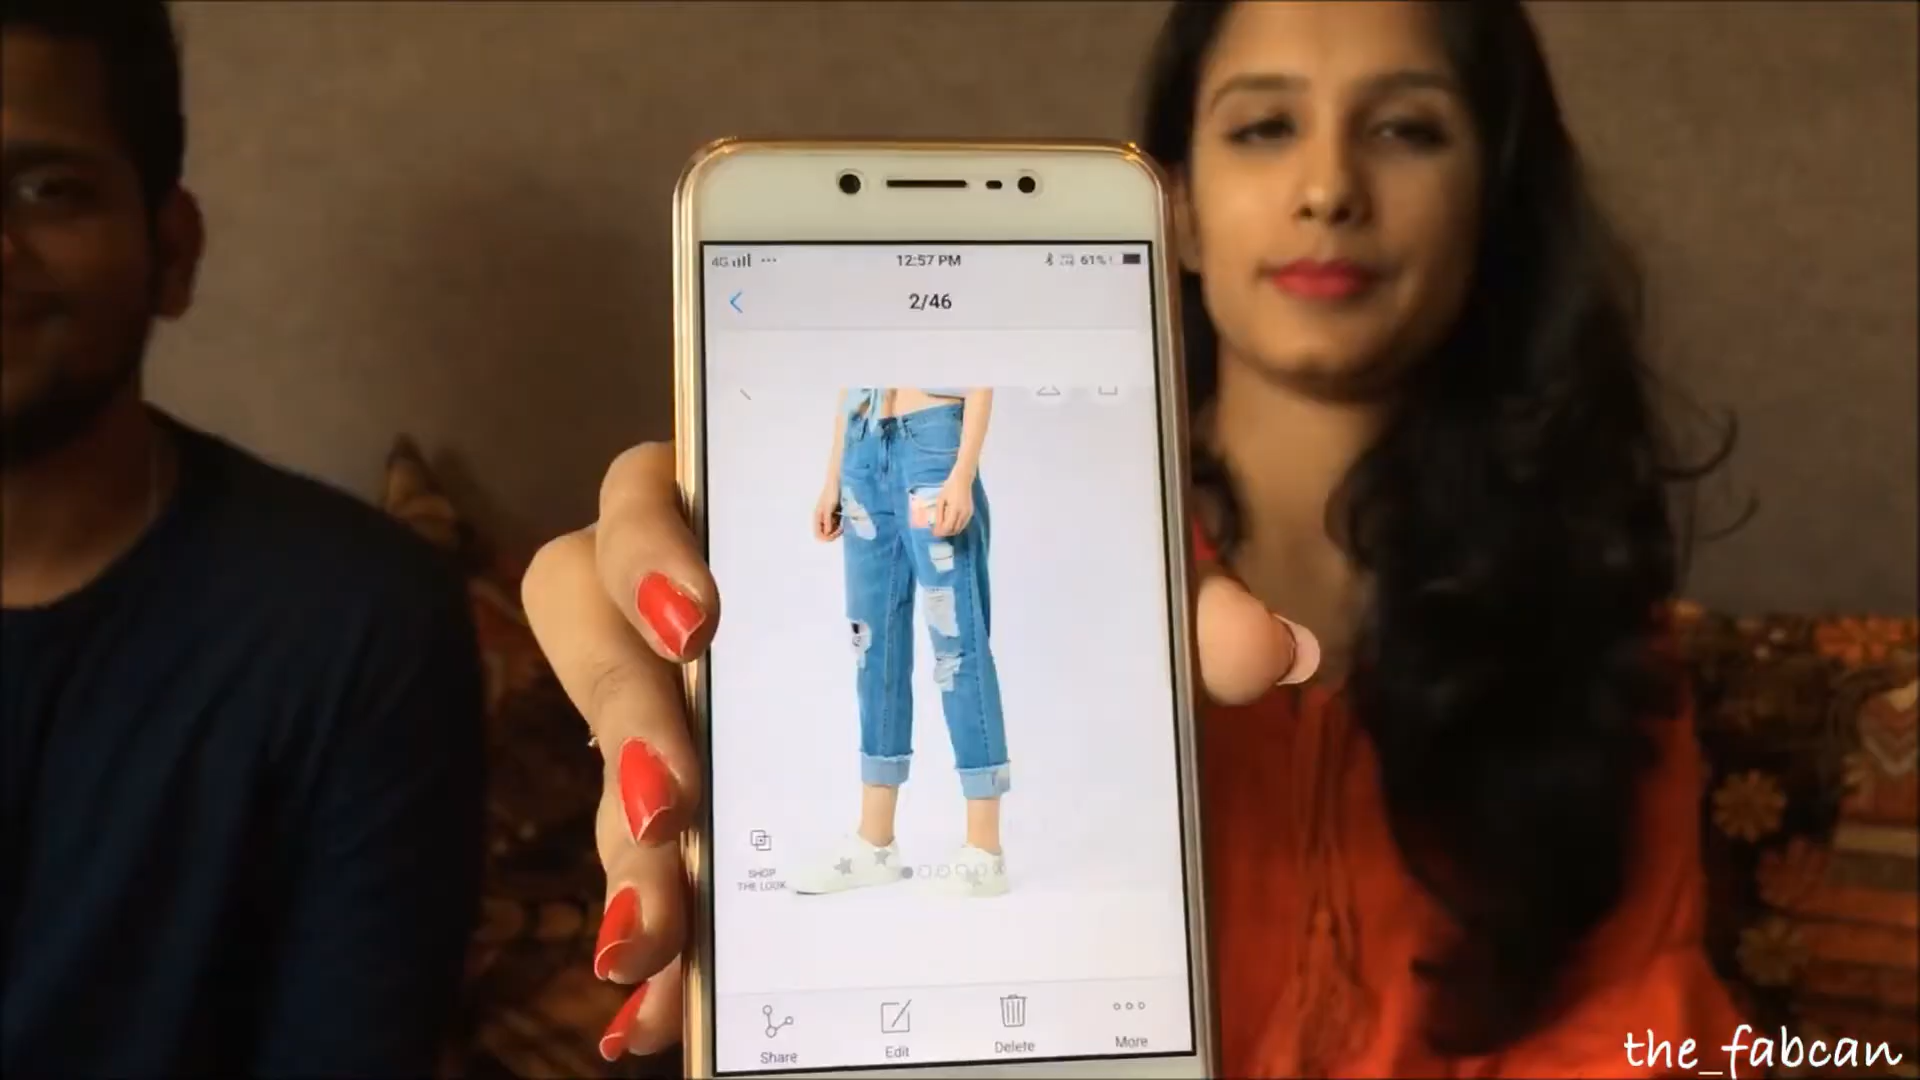 4G
12:57 PM
61%
2/46
SHOP
THE LOOK
Share
Edit
Delete
More
the_fabcan